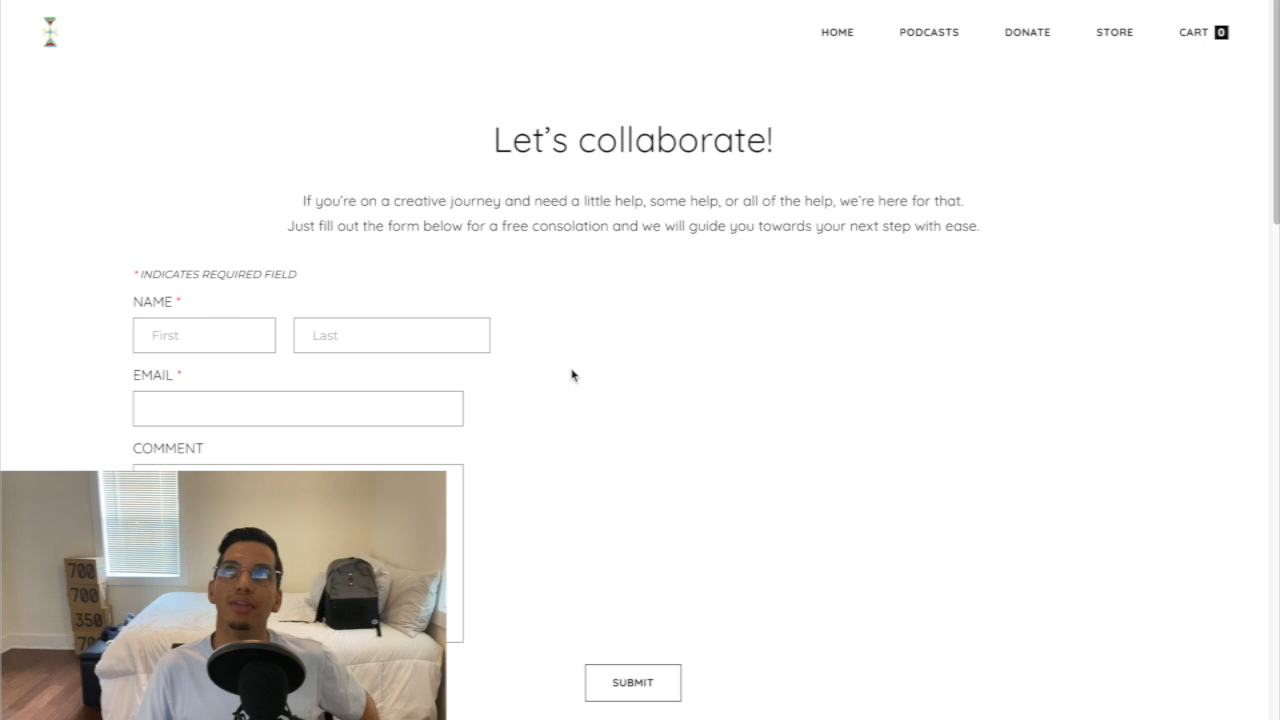 HOME PODCASTS DONATE STORE CART 0
Let's collaborate!
If you're on a creative journey and need a little help, some help, or all of the help, we're here for that.
Just fill out the form below for a free consolation and we will guide you towards your next step with ease.
* INDICATES REQUIRED FIELD
NAME *
First Last
EMAIL *
COMMENT
700
700
350
SUBMIT